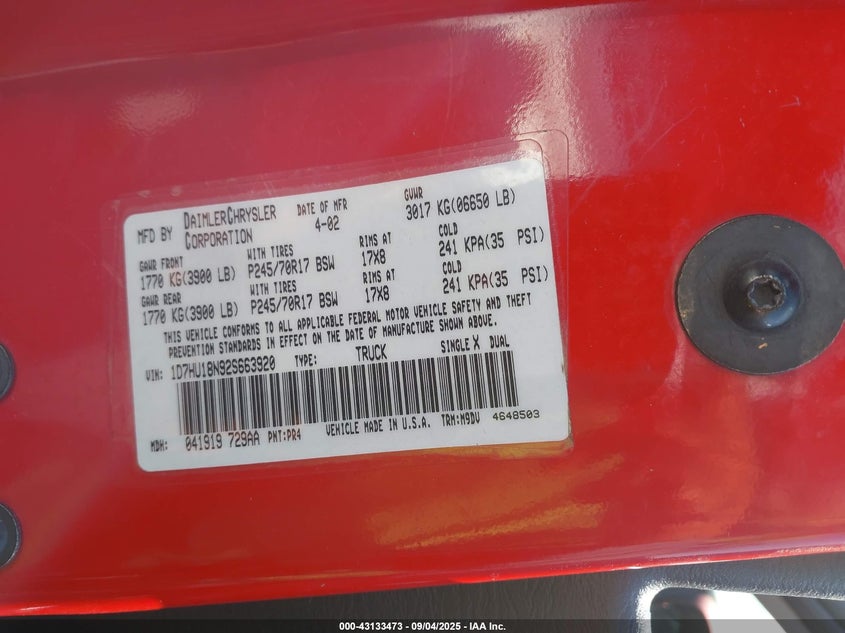 MFD BY DAIMLERCHRYSLER CORPORATION DATE OF MFR 4-02 GVWR 3017 KG(06650 LB)
GAWR FRONT WITH TIRES RIMS AT COLD
1770 KG(3900 LB) P245/70R17 BSW 17X8 241 KPA(35 PSI)
GAWR REAR WITH TIRES RIMS AT COLD
1770 KG(3900 LB) P245/70R17 BSW 17X8 241 KPA(35 PSI)
THIS VEHICLE CONFORMS TO ALL APPLICABLE FEDERAL MOTOR VEHICLE SAFETY AND THEFT
PREVENTION STANDARDS IN EFFECT ON THE DATE OF MANUFACTURE SHOWN ABOVE.
VIN: 1D7HU18N92S663920 TYPE: TRUCK SINGLE X DUAL
MDH: 041919 729AA PNT:PR4 VEHICLE MADE IN U.S.A. TRM:M9DV 4648503
000-43133473 - 09/04/2025 - IAA Inc.